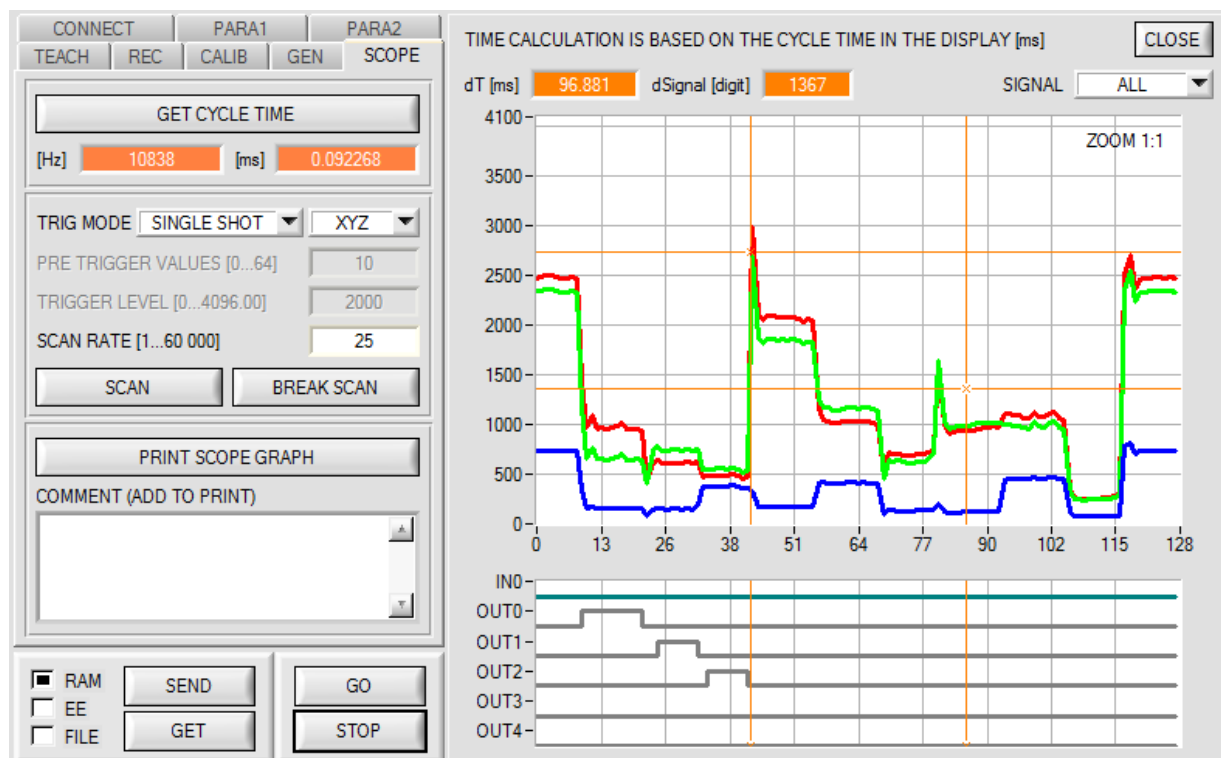 CONNECT PARA1 PARA2
TEACH REC CALIB GEN SCOPE
GET CYCLE TIME
[Hz] 10838 [ms] 0.092268
TRIG MODE SINGLE SHOT XYZ
PRE TRIGGER VALUES [0...64] 10
TRIGGER LEVEL [0...4096.00] 2000
SCAN RATE [1...60 000] 25
SCAN BREAK SCAN
PRINT SCOPE GRAPH
COMMENT (ADD TO PRINT)
RAM SEND GO
EE
FILE GET STOP
TIME CALCULATION IS BASED ON THE CYCLE TIME IN THE DISPLAY [ms] CLOSE
dT [ms] 96.881 dSignal [digit] 1367 SIGNAL ALL
ZOOM 1:1
4100
3500
3000
2500
2000
1500
1000
500
0
0 13 26 38 51 64 77 90 102 115 128
IN0
OUT0
OUT1
OUT2
OUT3
OUT4